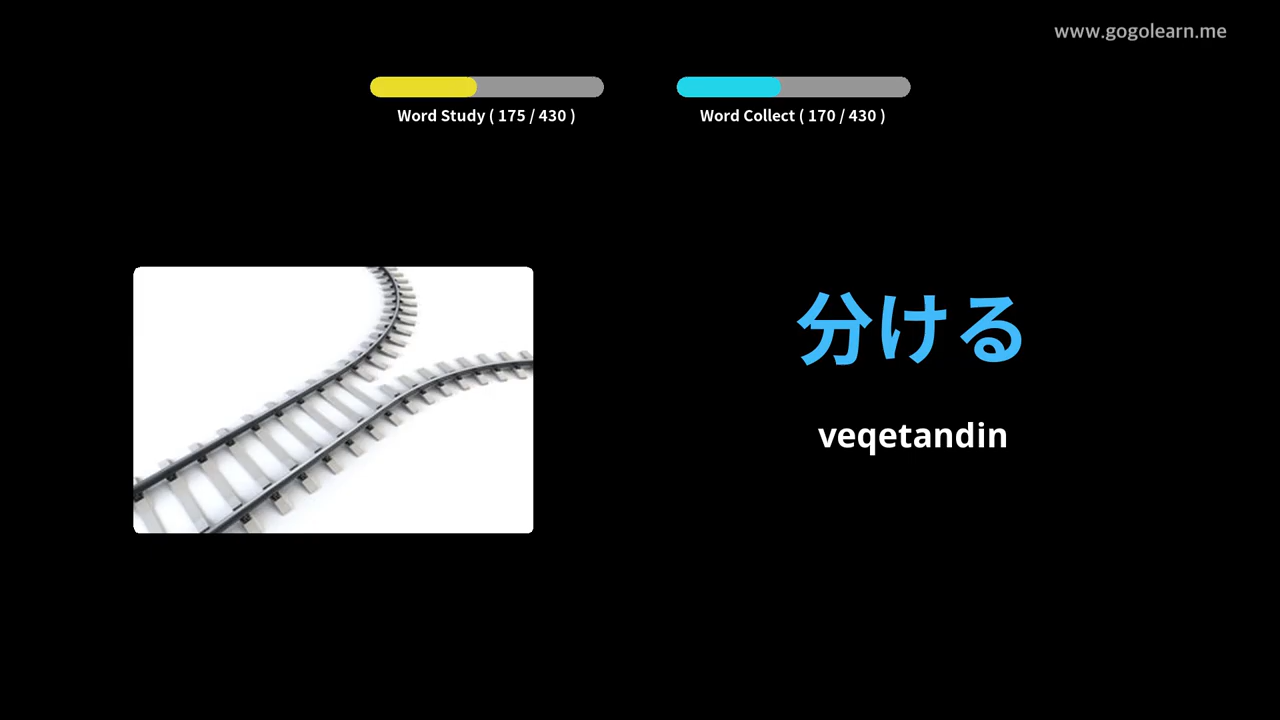 www.gogolearn.me
Word Study ( 175 / 430 )
Word Collect ( 170 / 430 )
分ける
veqetandin